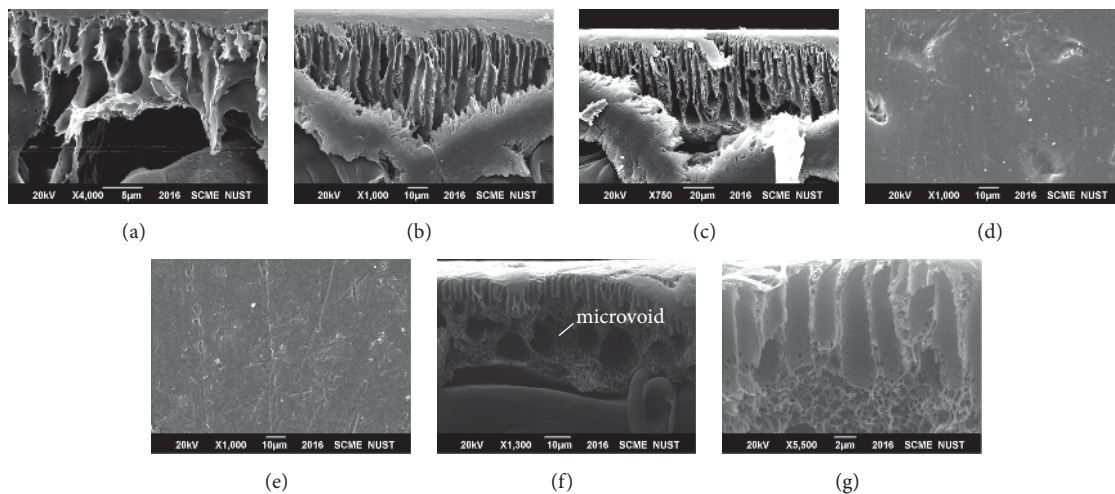 20kV X4,000 5μm 2016 SCME NUST
20kV X1,000 10μm 2016 SCME NUST
20kV X750 20μm 2016 SCME NUST
20kV X1,000 10μm 2016 SCME NUST
(a)
(b)
(c)
(d)
microvoid
20kV X1,000 10μm 2016 SCME NUST
20kV X1,300 10μm 2016 SCME NUST
20kV X5,500 2μm 2016 SCME NUST
(e)
(f)
(g)